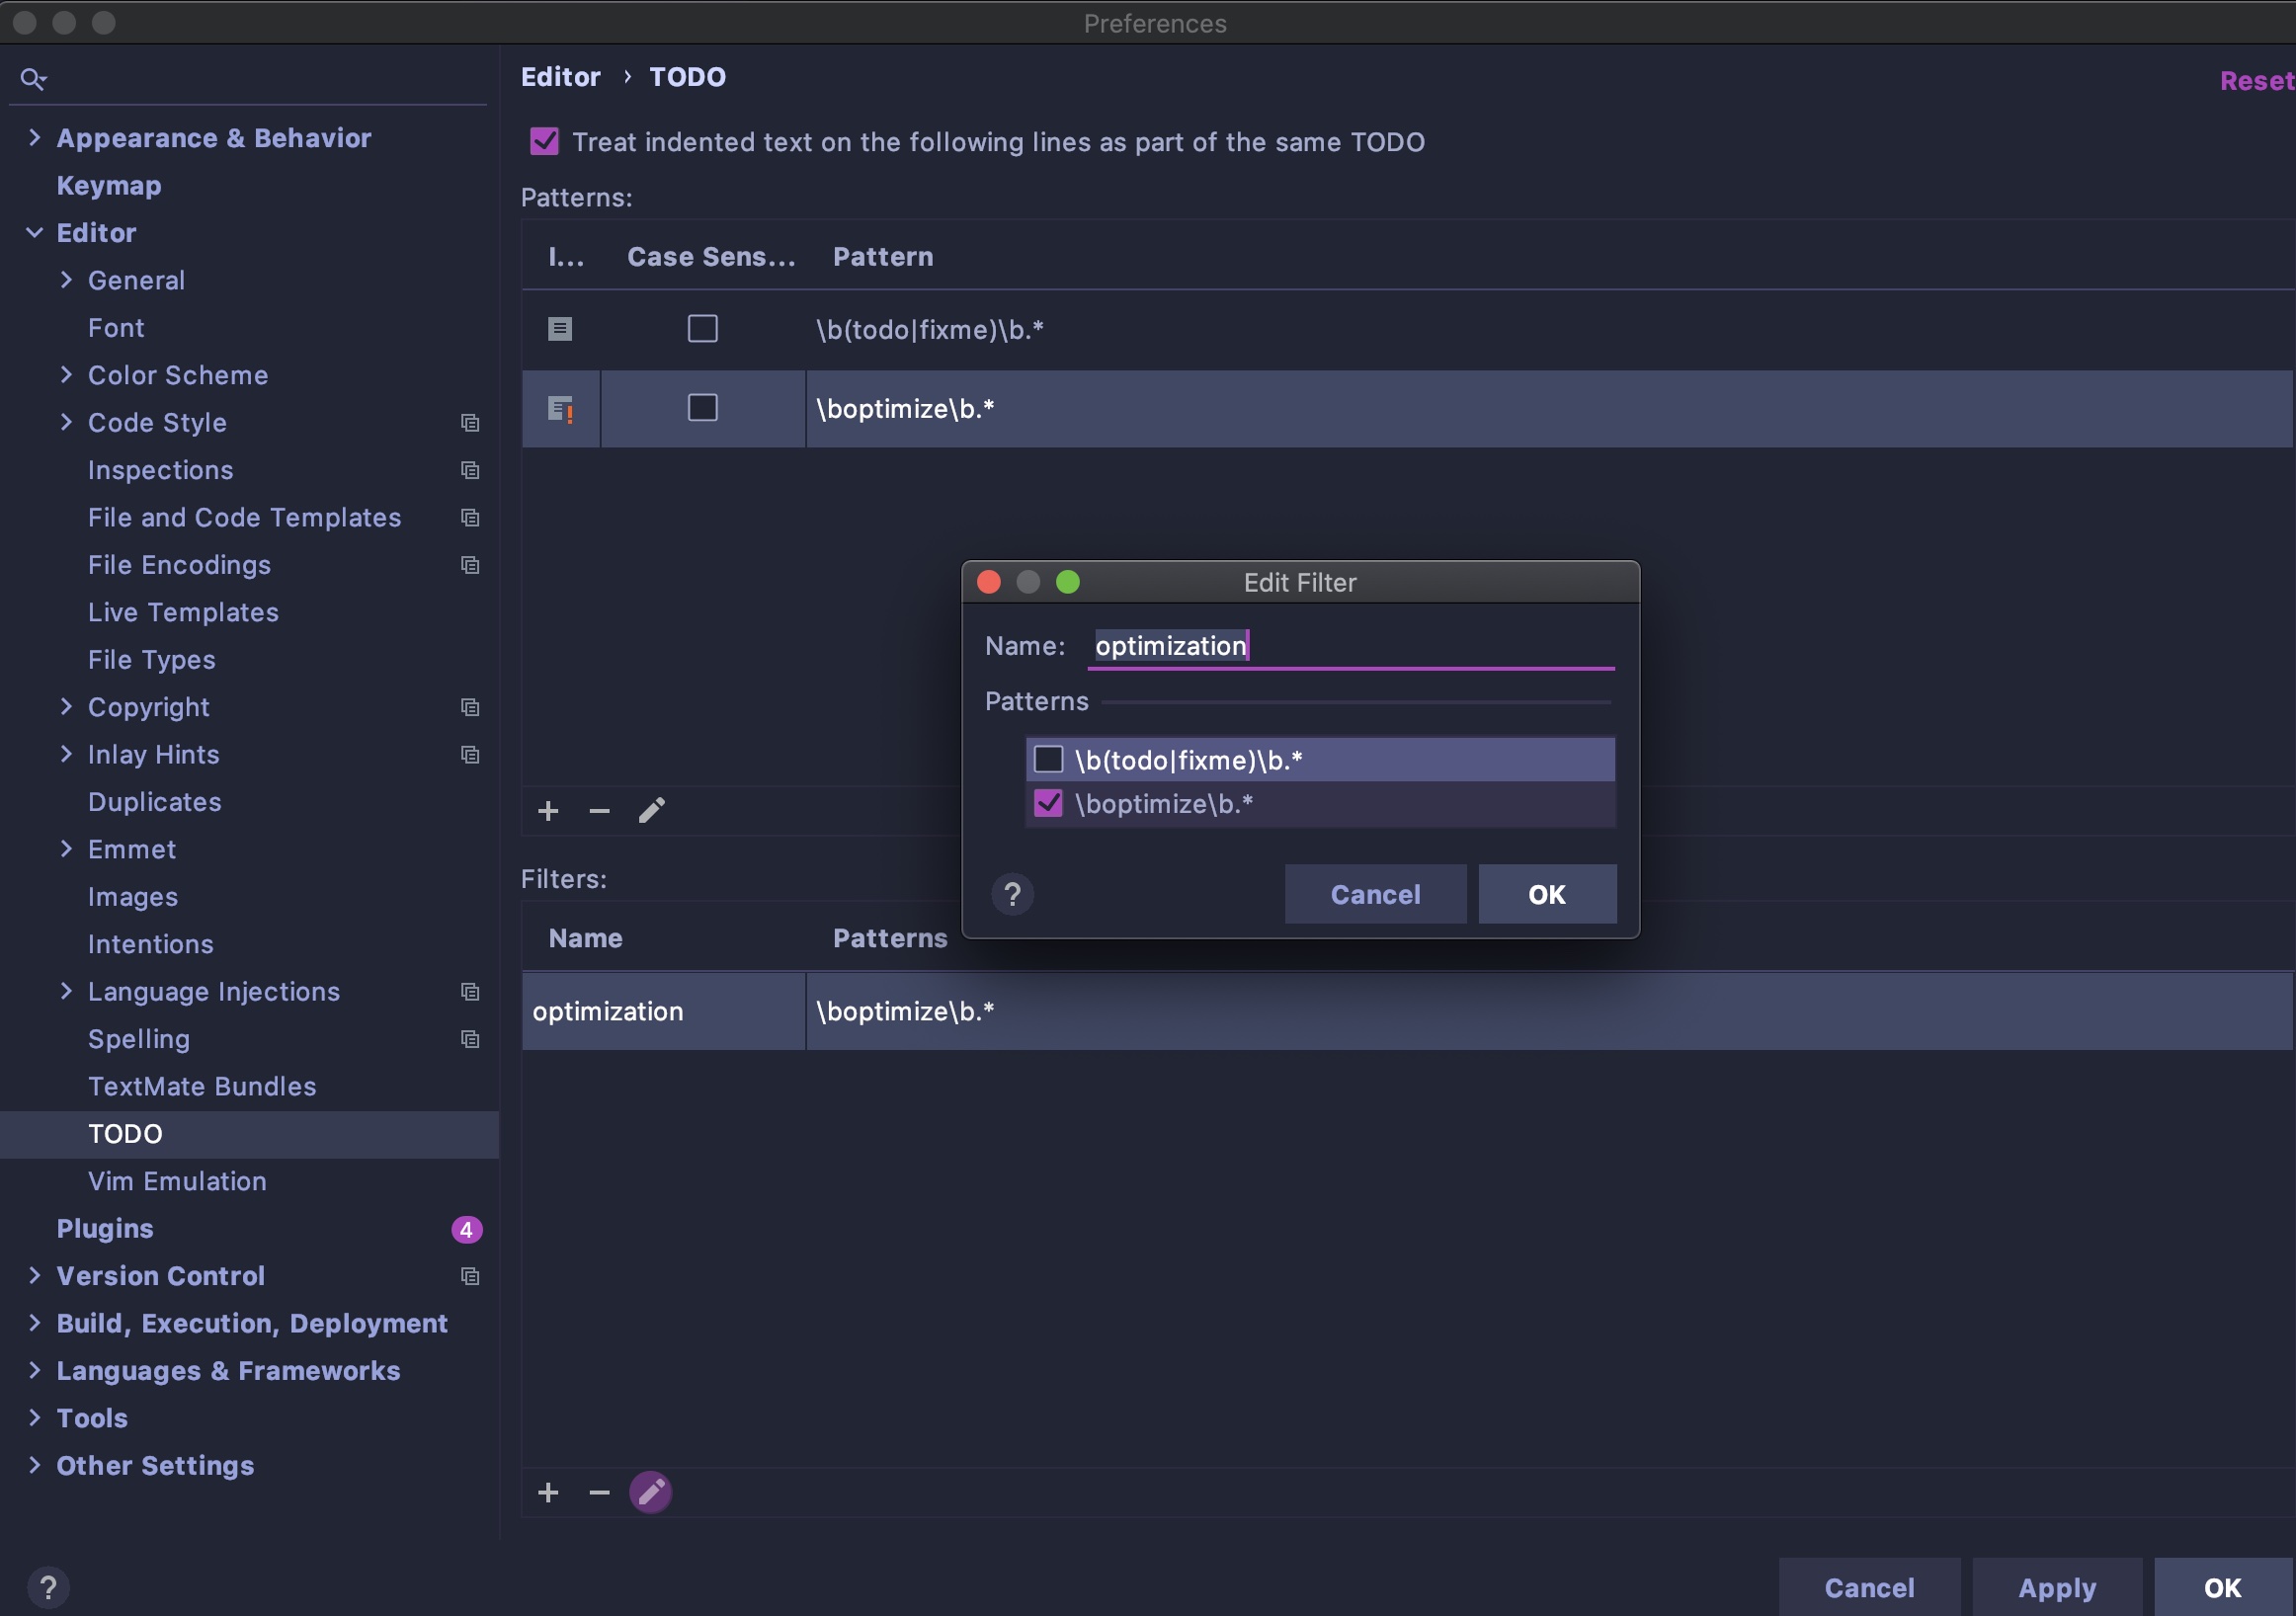 Preferences
Appearance & Behavior
Keymap
Editor
General
Font
Color Scheme
Code Style
Inspections
File and Code Templates
File Encodings
Live Templates
File Types
Copyright
Inlay Hints
Duplicates
Emmet
Images
Intentions
Language Injections
Spelling
TextMate Bundles
TODO
Vim Emulation
Plugins 4
Version Control
Build, Execution, Deployment
Languages & Frameworks
Tools
Other Settings
?
Editor › TODO
Reset
Treat indented text on the following lines as part of the same TODO
Patterns:
I... Case Sens... Pattern
\b(todo|fixme)\b.*
\boptimize\b.*
Filters:
Name Patterns
optimization \boptimize\b.*
Edit Filter
Name: optimization
Patterns
\b(todo|fixme)\b.*
\boptimize\b.*
? Cancel OK
Cancel Apply OK